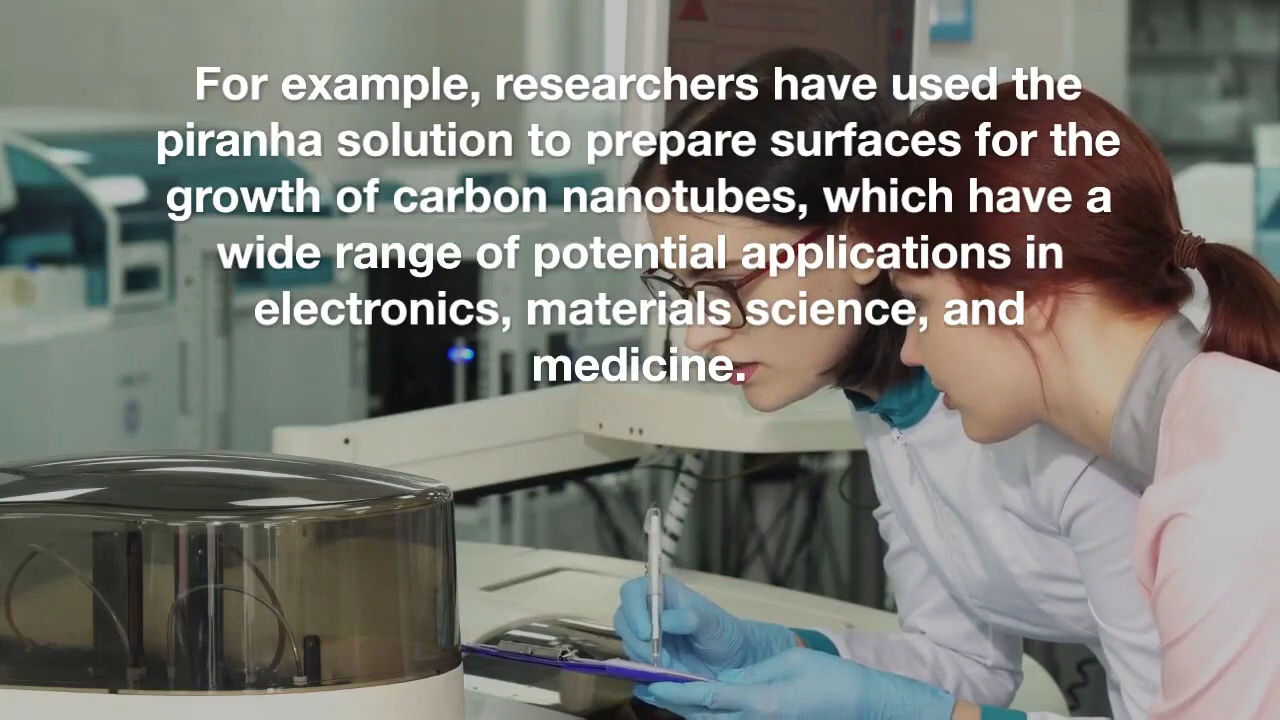 For example, researchers have used the
piranha solution to prepare surfaces for the
growth of carbon nanotubes, which have a
wide range of potential applications in
electronics, materials science, and
medicine.